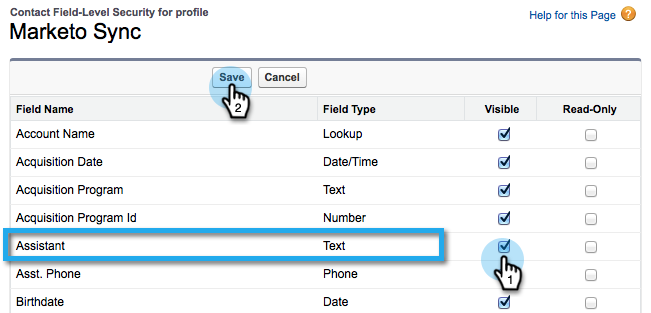 Contact Field-Level Security for profile
Marketo Sync
Help for this Page ?
Save Cancel
2
Field Name Field Type Visible Read-Only
Account Name Lookup
Acquisition Date Date/Time
Acquisition Program Text
Acquisition Program Id Number
Assistant Text
1
Asst. Phone Phone
Birthdate Date